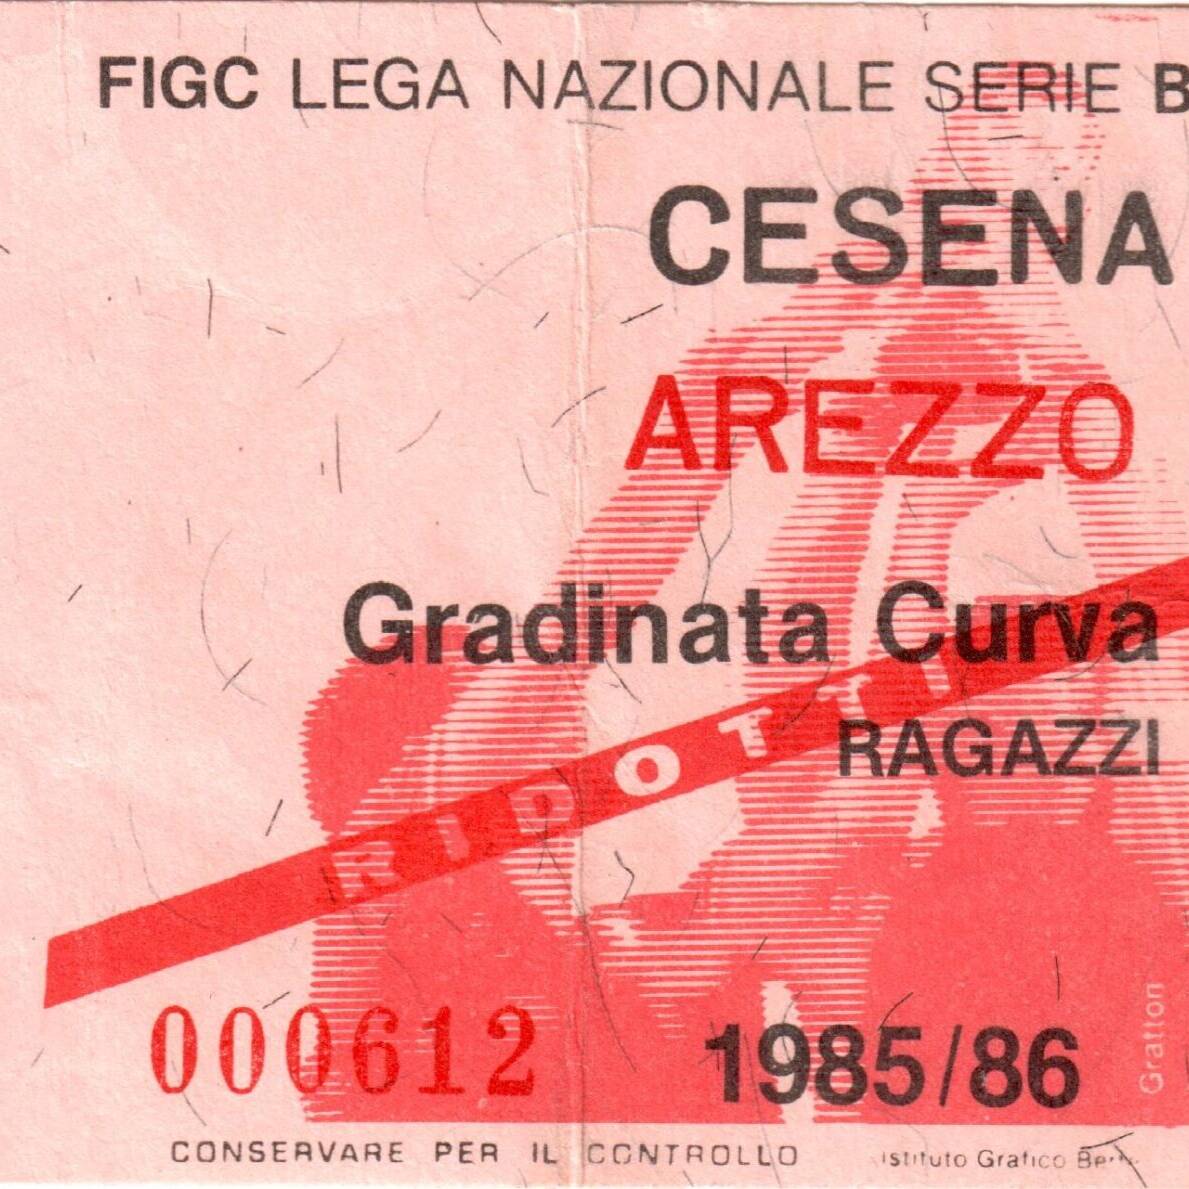 FIGC LEGA NAZIONALE SERIE B
CESENA
AREZZO
Gradinata Curva
RIDOTTI
RAGAZZI
000612
1985/86
Gratton
CONSERVARE PER IL CONTROLLO
Istituto Grafico